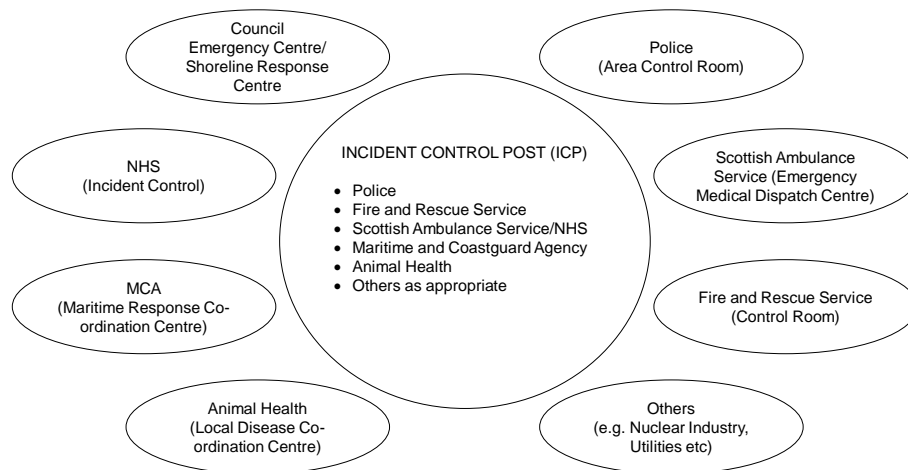 Council
Emergency Centre/
Shoreline Response
Centre
Police
(Area Control Room)
NHS
(Incident Control)
INCIDENT CONTROL POST (ICP)
• Police
• Fire and Rescue Service
• Scottish Ambulance Service/NHS
• Maritime and Coastguard Agency
• Animal Health
• Others as appropriate
Scottish Ambulance
Service (Emergency
Medical Dispatch Centre)
MCA
(Maritime Response Co-
ordination Centre)
Fire and Rescue Service
(Control Room)
Animal Health
(Local Disease Co-
ordination Centre)
Others
(e.g. Nuclear Industry,
Utilities etc)